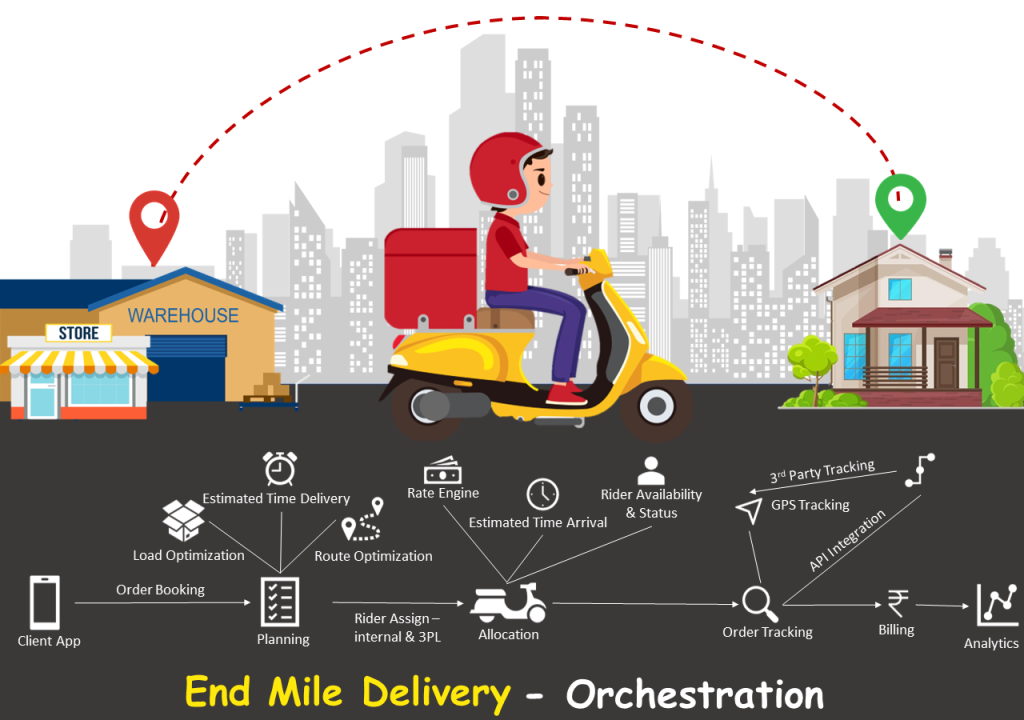 WAREHOUSE
STORE
Estimated Time Delivery
Load Optimization
Route Optimization
Rate Engine
Estimated Time Arrival
Rider Availability
& Status
3rd Party Tracking
GPS Tracking
API Integration
Client App
Order Booking
Planning
Rider Assign –
internal & 3PL
Allocation
Order Tracking
₹
Billing
Analytics
End Mile Delivery - Orchestration